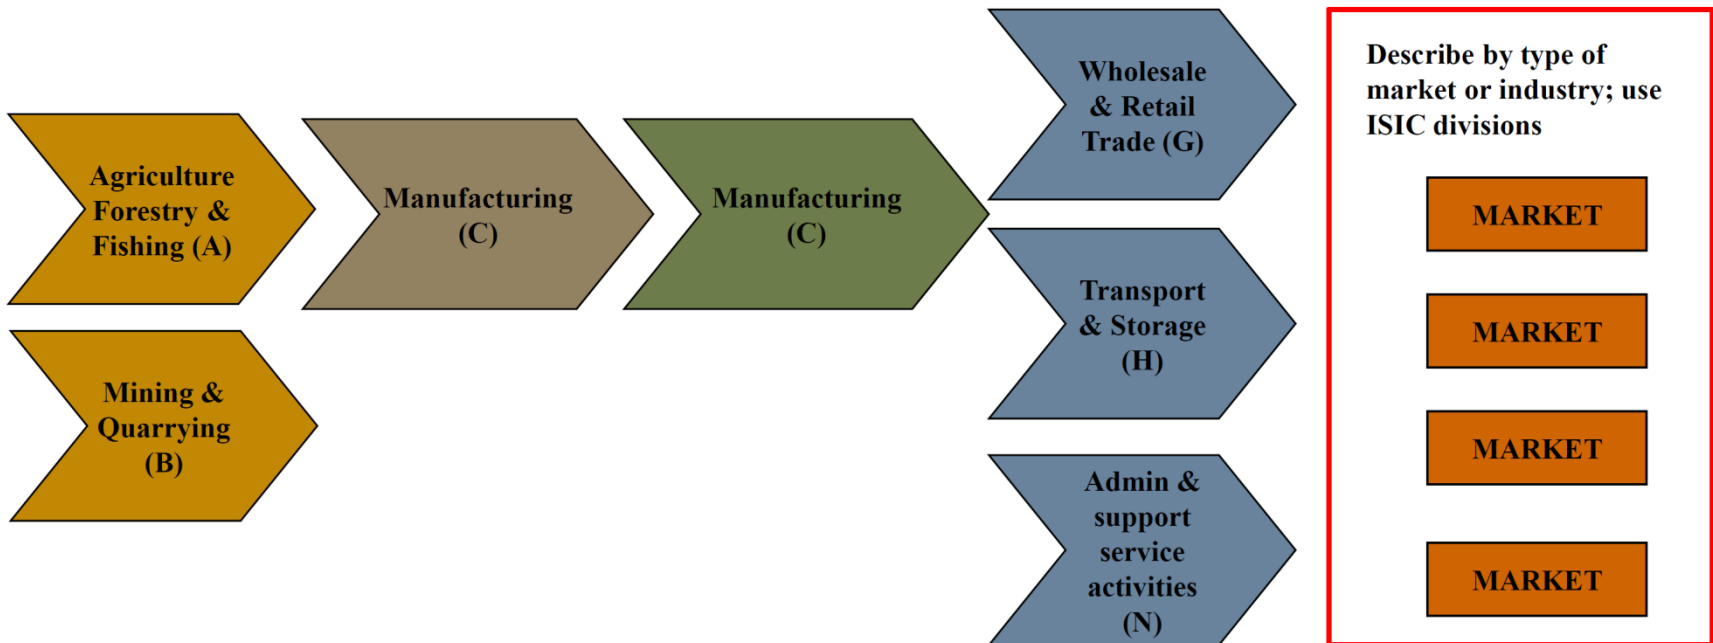 Agriculture
Forestry &
Fishing (A)
Mining &
Quarrying
(B)
Manufacturing
(C)
Manufacturing
(C)
Wholesale
& Retail
Trade (G)
Transport
& Storage
(H)
Admin &
support
service
activities
(N)
Describe by type of
market or industry; use
ISIC divisions
MARKET
MARKET
MARKET
MARKET